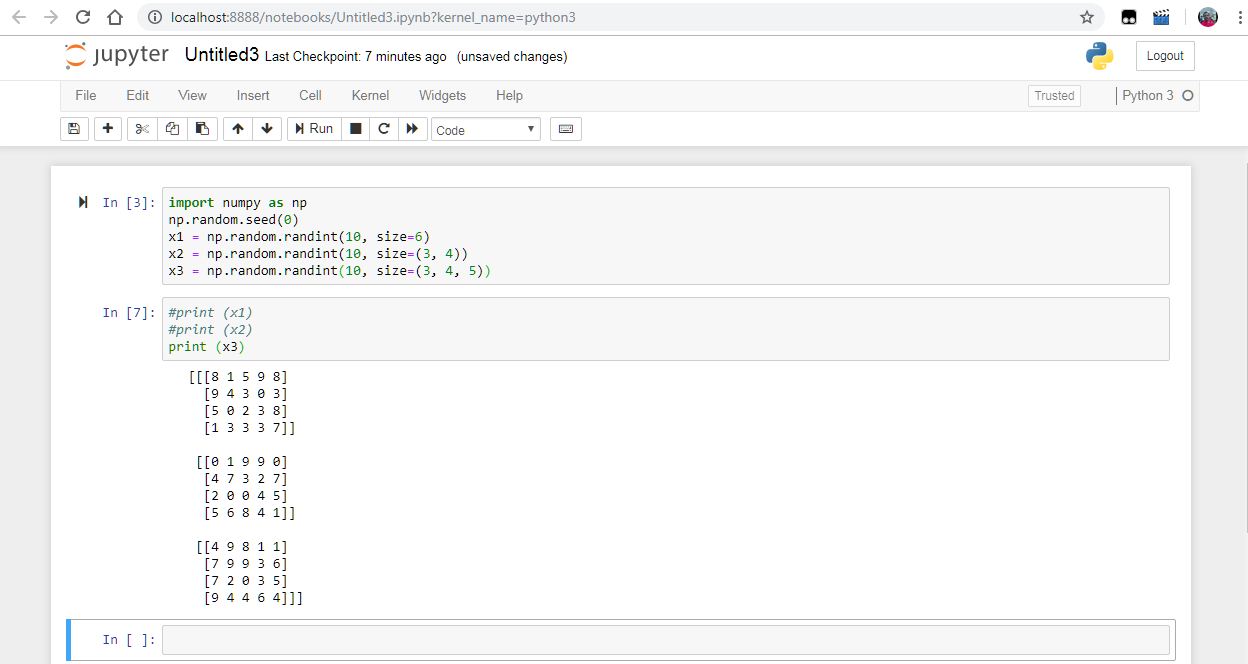 localhost:8888/notebooks/Untitled3.ipynb?kernel_name=python3
jupyter Untitled3 Last Checkpoint: 7 minutes ago (unsaved changes)
Logout
File Edit View Insert Cell Kernel Widgets Help Trusted Python 3
Run Code
In [3]: import numpy as np
np.random.seed(0)
x1 = np.random.randint(10, size=6)
x2 = np.random.randint(10, size=(3, 4))
x3 = np.random.randint(10, size=(3, 4, 5))
In [7]: #print (x1)
#print (x2)
print (x3)
[[[8 1 5 9 8]
[9 4 3 0 3]
[5 0 2 3 8]
[1 3 3 3 7]]
[[0 1 9 9 0]
[4 7 3 2 7]
[2 0 0 4 5]
[5 6 8 4 1]]
[[4 9 8 1 1]
[7 9 9 3 6]
[7 2 0 3 5]
[9 4 4 6 4]]]
In [ ]: